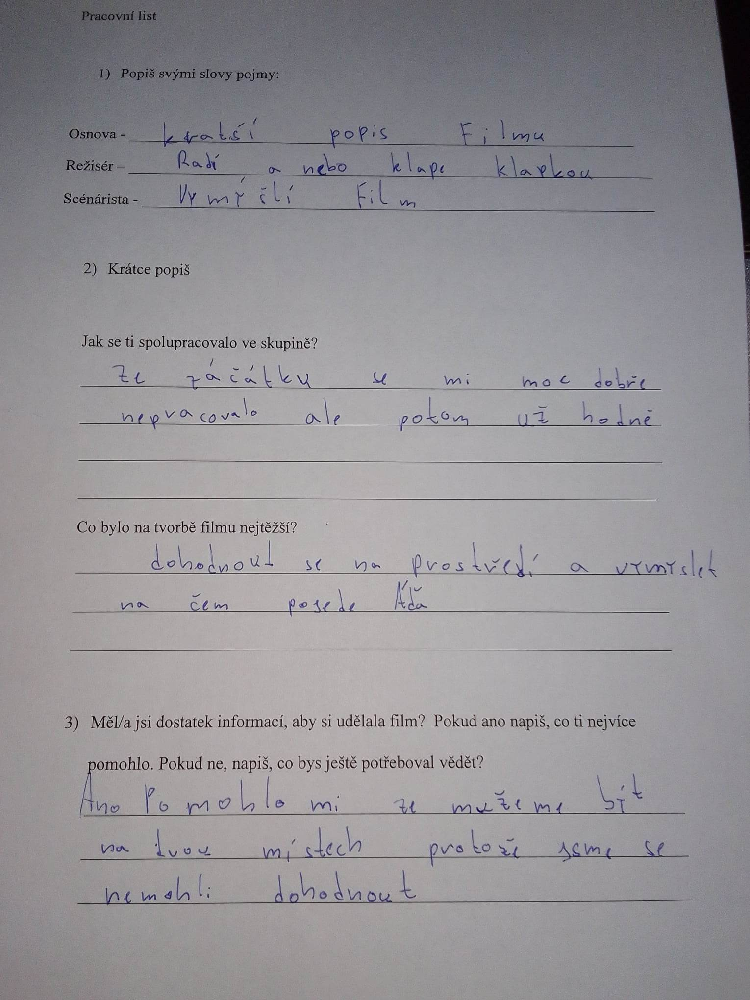 Pracovní list
1) Popiš svými slovy pojmy:
Osnova - kratší popis Filmu
Režisér – Radí a nebo klape klapkou
Scénárista - Vymýšlí Film
2) Krátce popiš
Jak se ti spolupracovalo ve skupině?
Ze záčátku se mi moc dobře
nepracovalo ale potom už hodně
Co bylo na tvorbě filmu nejtěžší?
dohodnout se na prostředí a vymyslet
na čem posede Áďa
3) Měl/a jsi dostatek informací, aby si udělala film? Pokud ano napiš, co ti nejvíce
pomohlo. Pokud ne, napiš, co bys ještě potřeboval vědět?
Ano Pomohlo mi že mužeme být
na dvou místech protože jsme se
nemohli dohodnout